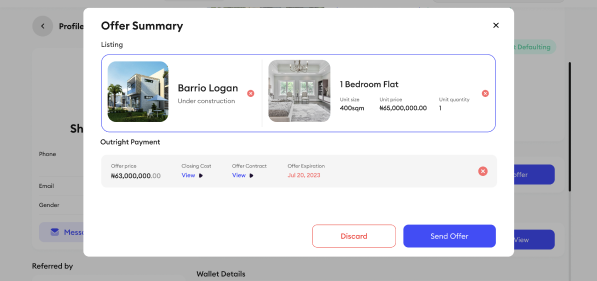 Profile
Offer Summary
Listing
Defaulting
Barrio Logan
Under construction
1 Bedroom Flat
Unit size
Unit price
Unit quantity
400sqm
₦65,000,000.00
1
Sh
Outright Payment
Phone
Offer price
Closing Cost
Offer Contract
Offer Expiration
₦63,000,000.00
View
View
Jul 20, 2023
offer
Email
Gender
Mess
Discard
Send Offer
View
Referred by
Wallet Details